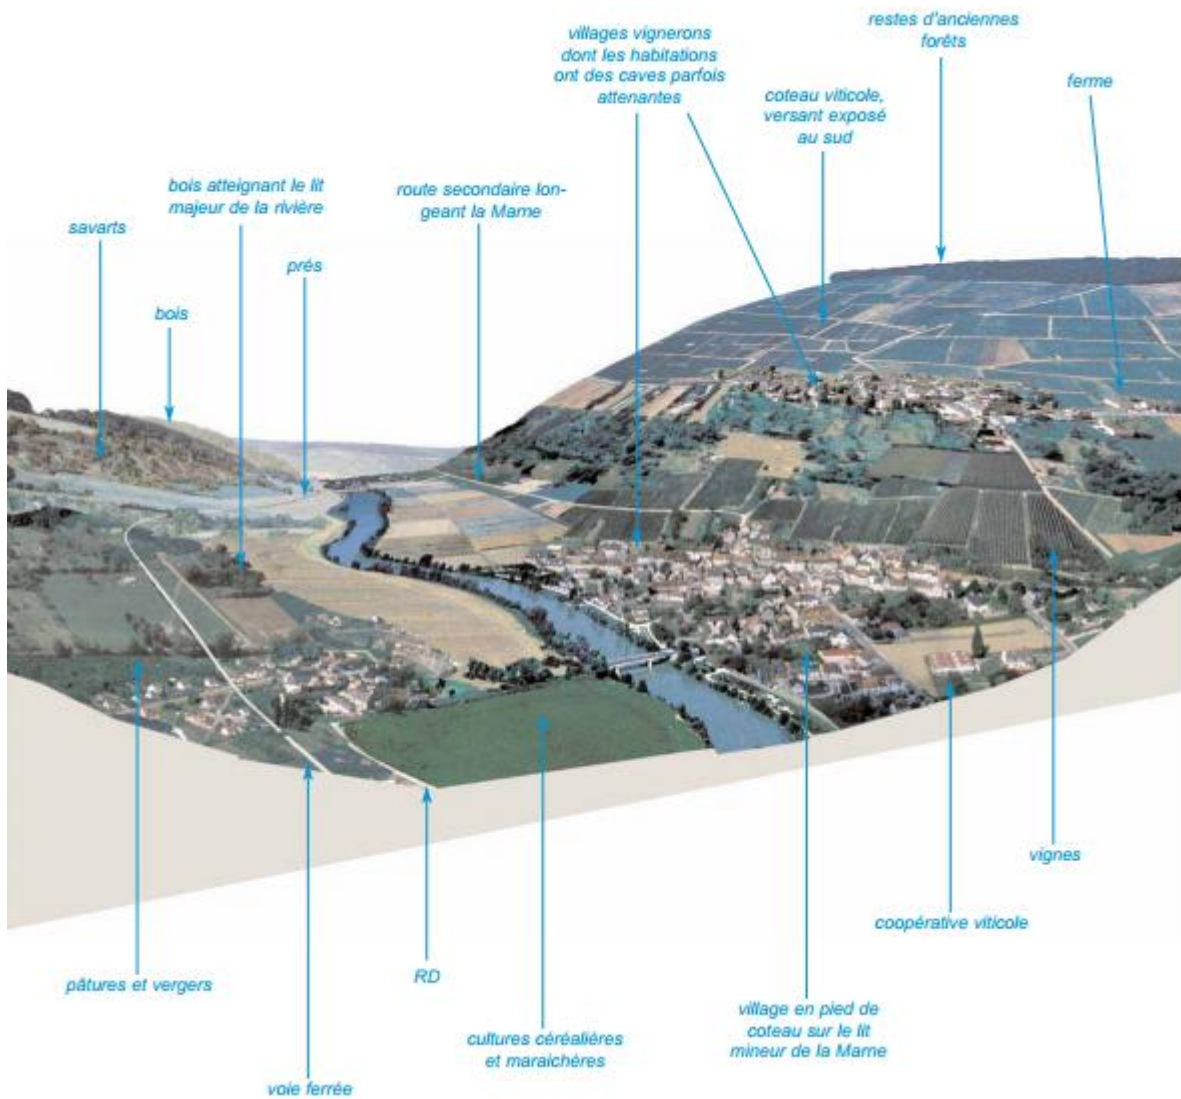 restes d'anciennes
forêts
villages vignerons
dont les habitations
ont des caves parfois
attenantes
coteau viticole,
versant exposé
au sud
ferme
bois atteignant le lit
majeur de la rivière
route secondaire lon-
geant la Marne
savarts
prés
bois
vignes
coopérative viticole
pâtures et vergers
RD
village en pied de
coteau sur le lit
mineur de la Marne
cultures céréalières
et maraichères
voie ferrée